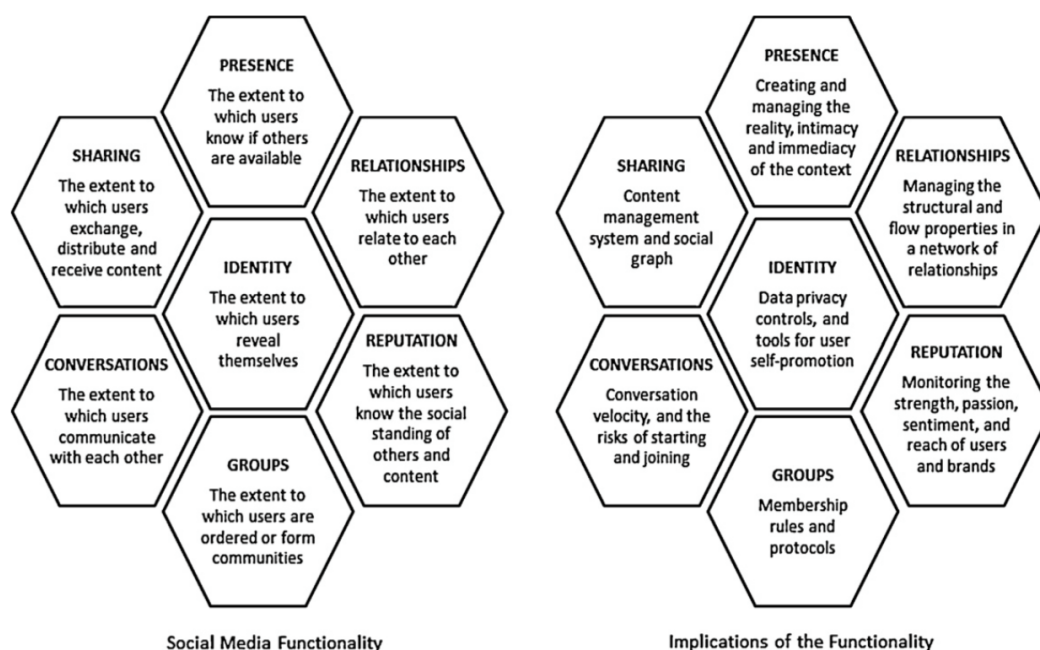 PRESENCE
The extent to
which users
know if others
are available
SHARING
The extent to
which users
exchange,
distribute and
receive content
RELATIONSHIPS
The extent to
which users
relate to each
other
IDENTITY
The extent to
which users
reveal
themselves
CONVERSATIONS
The extent to
which users
communicate
with each other
REPUTATION
The extent to
which users
know the social
standing of
others and
content
GROUPS
The extent to
which users are
ordered or form
communities
Social Media Functionality
PRESENCE
Creating and
managing the
reality, intimacy
and immediacy
of the context
SHARING
Content
management
system and social
graph
RELATIONSHIPS
Managing the
structural and
flow properties in
a network of
relationships
IDENTITY
Data privacy
controls, and
tools for user
self-promotion
CONVERSATIONS
Conversation
velocity, and the
risks of starting
and joining
REPUTATION
Monitoring the
strength, passion,
sentiment, and
reach of users
and brands
GROUPS
Membership
rules and
protocols
Implications of the Functionality